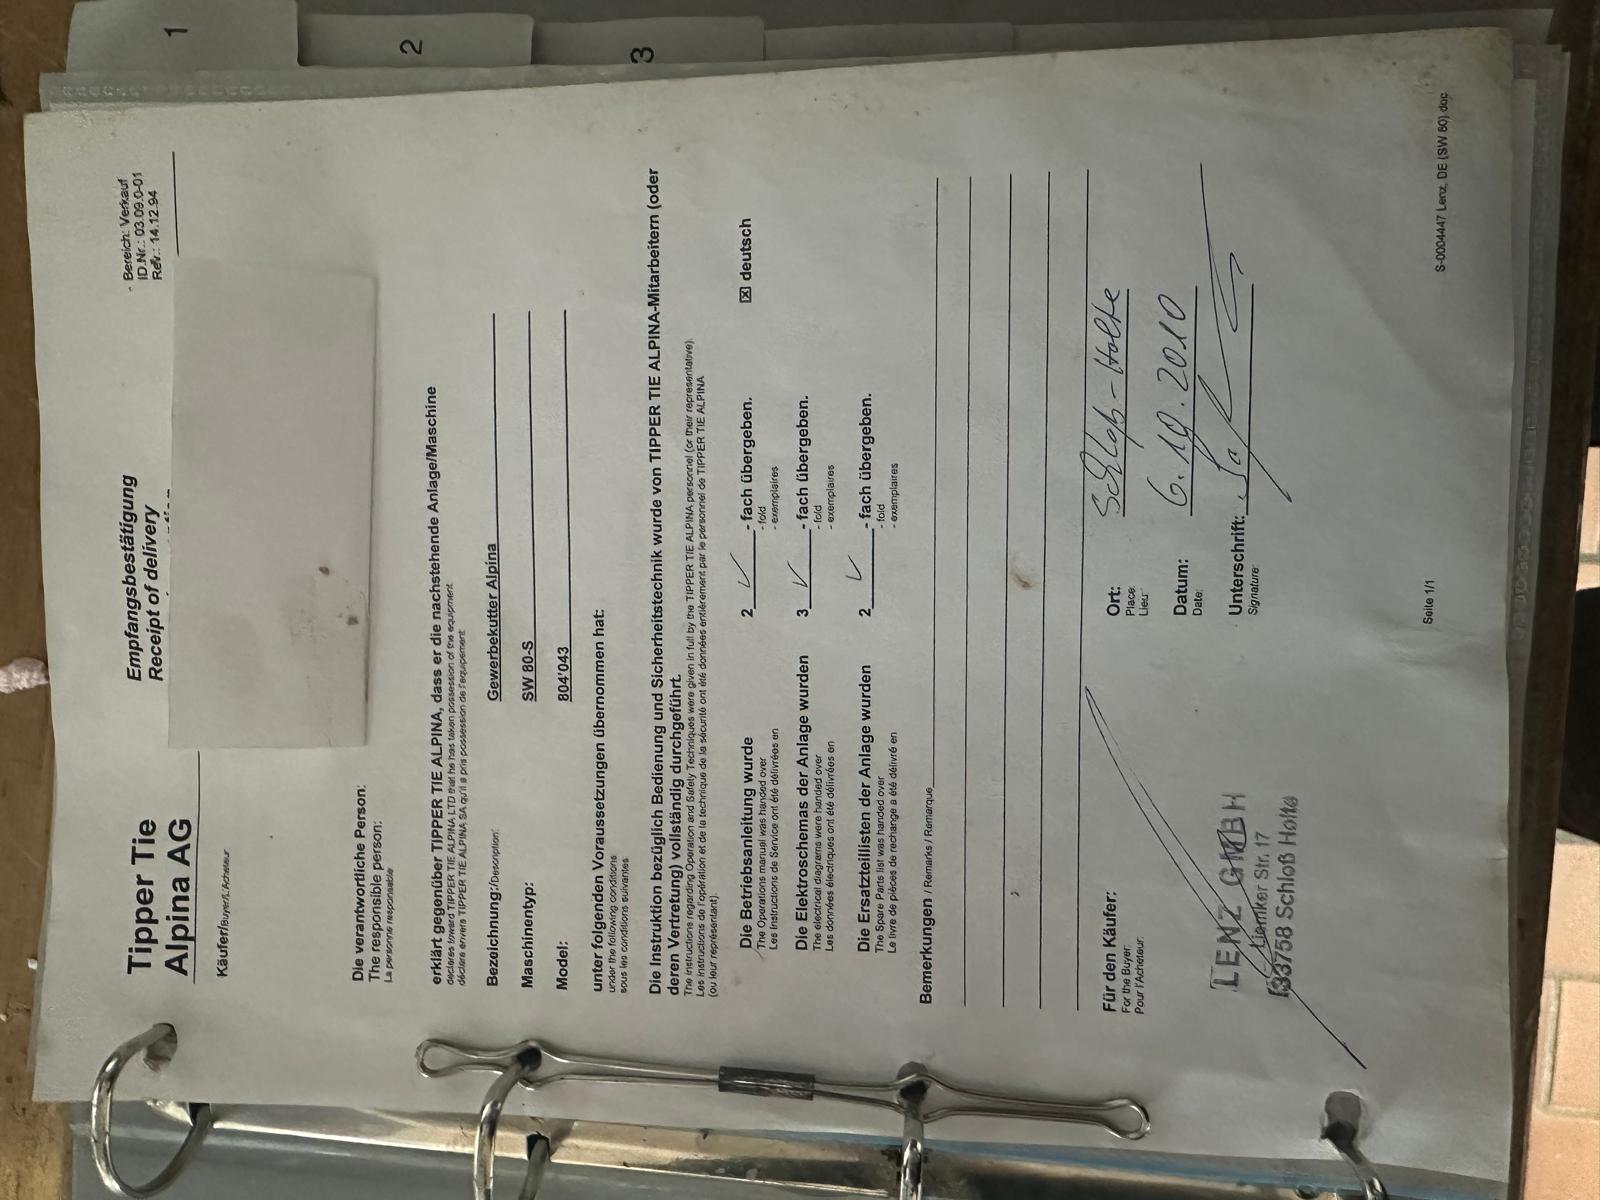 1
2
3
Tipper Tie
Alpina AG
Empfangsbestätigung
Receipt of delivery
Bereich: Verkauf
ID.Nr.: 03.09.0-01
Rev.: 14.12.94
Käufer/Buyer/L'Acheteur
Die verantwortliche Person:
The responsible person:
La personne responsable
erklärt gegenüber TIPPER TIE ALPINA, dass er die nachstehende Anlage/Maschine
declares toward TIPPER TIE ALPINA LTD that he has taken possession of the equipment
déclare envers TIPPER TIE ALPINA SA qu'il a pris possession de l'equipement
Bezeichnung:/Description: Gewerbekutter Alpina
Maschinentyp: SW 80-S
Model: 804'043
unter folgenden Voraussetzungen übernommen hat:
under the following conditions
sous les conditions suivantes
Die Instruktion bezüglich Bedienung und Sicherheitstechnik wurde von TIPPER TIE ALPINA-Mitarbeitern (oder
deren Vertretung) vollständig durchgeführt.
The instructions regarding Operation and Safety Techniques were given in full by the TIPPER TIE ALPINA personnel (or their representative).
Les instructions de l'opération et de la technique de la sécurité ont été données entièrement par le personnel de TIPPER TIE ALPINA
(ou leur représentant).
Die Betriebsanleitung wurde 2 - fach übergeben. ☒ deutsch
The Operations manual was handed over - fold
Les Instructions de Service ont été délivrées en - exemplaires
Die Elektroschemas der Anlage wurden 3 - fach übergeben.
The electrical diagrams were handed over - fold
Les données électriques ont été délivrées en - exemplaires
Die Ersatzteillisten der Anlage wurden 2 - fach übergeben.
The Spare Parts list was handed over - fold
Le livre de pièces de rechange a été délivré en - exemplaires
Bemerkungen / Remarks / Remarque
Für den Käufer:
For the Buyer:
Pour l'Acheteur:
LENZ GMBH
Str. 17
33758 Schloß Holte
Ort: Schloß-Holte
Place:
Lieu:
Datum: 6.10.2010
Date:
Unterschrift:
Signature:
Seite 1/1
S-0004447 Lenz, DE (SW 80).doc